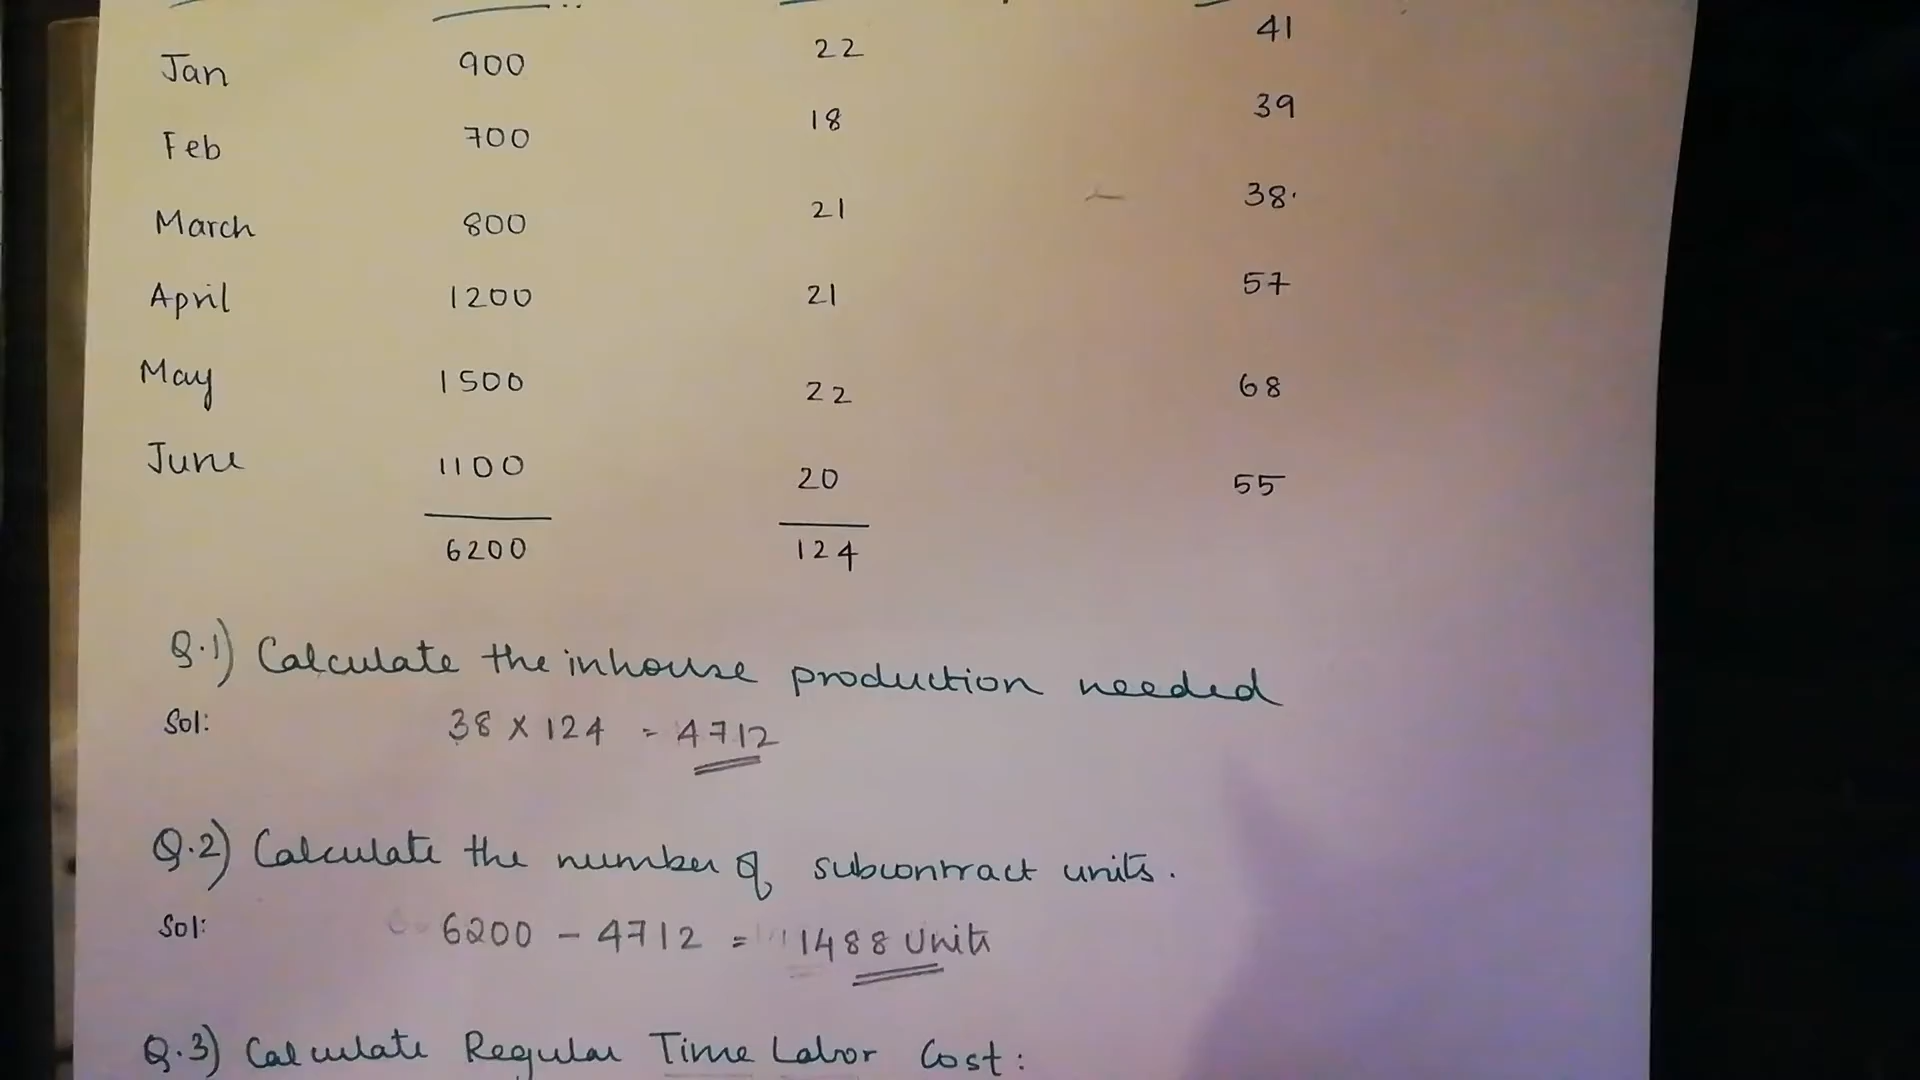 Jan 900 22 41
Feb 700 18 39
March 800 21 38.
April 1200 21 57
May 1500 22 68
June 1100 20 55
6200 124
Q.1) Calculate the inhouse production needed
Sol: 38 x 124 = 4712
Q.2) Calculate the number of subcontract units.
Sol: 6200 - 4712 = 1488 Units
Q.3) Calculate Regular Time Labor Cost: